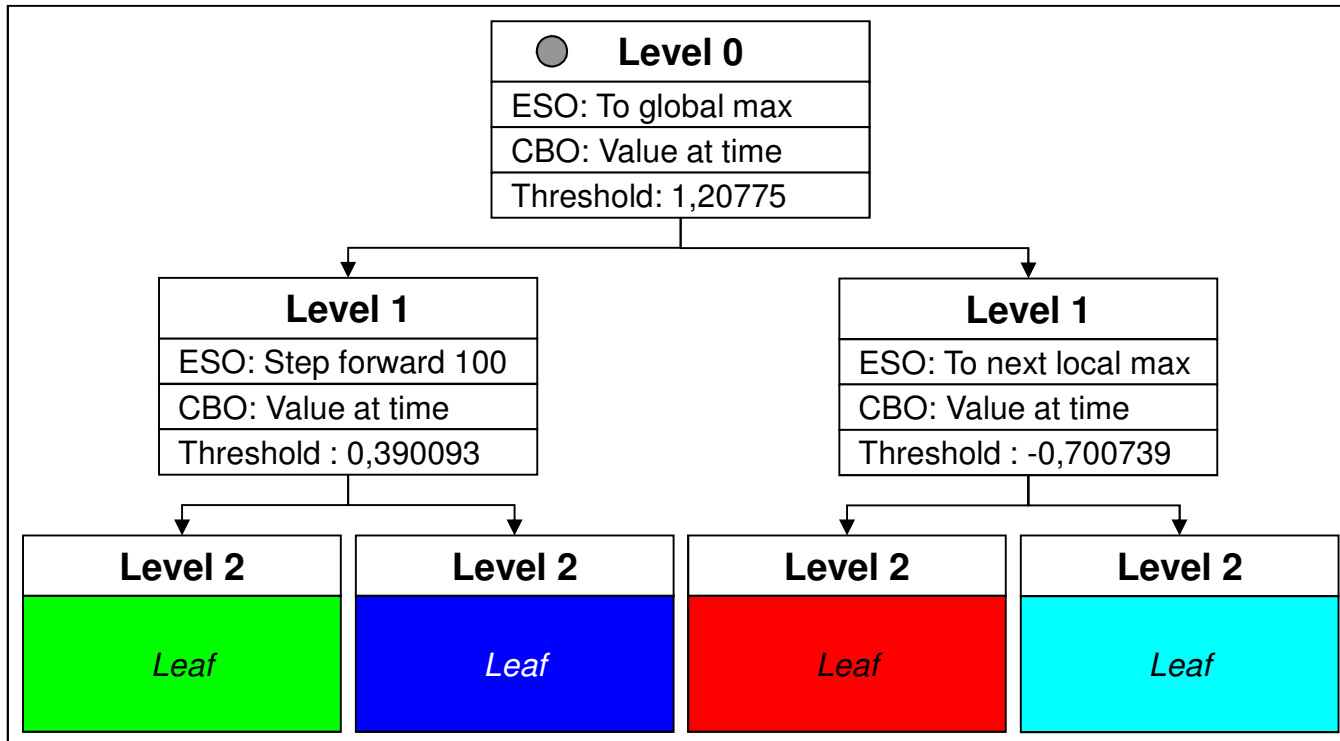 Level 0
ESO: To global max
CBO: Value at time
Threshold: 1,20775
Level 1
ESO: Step forward 100
CBO: Value at time
Threshold : 0,390093
Level 1
ESO: To next local max
CBO: Value at time
Threshold : -0,700739
Level 2
Leaf
Level 2
Leaf
Level 2
Leaf
Level 2
Leaf